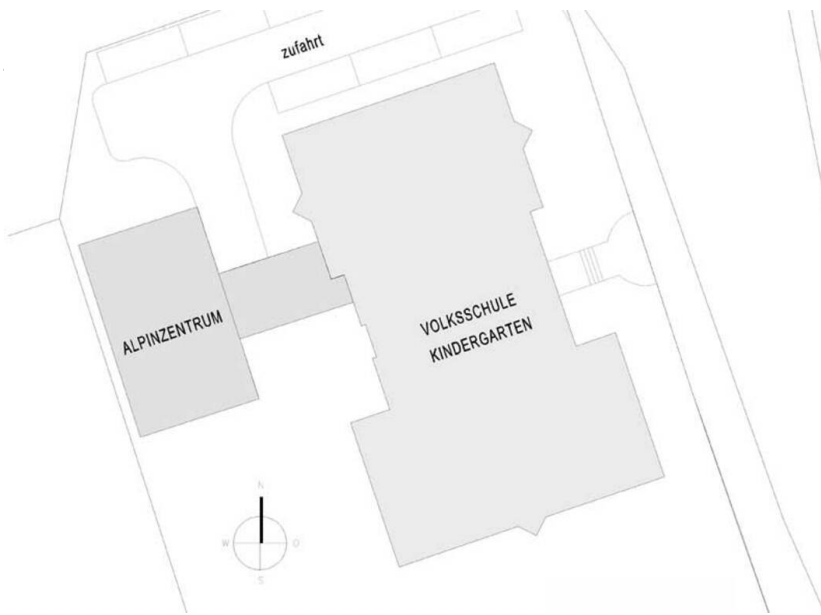 zufahrt
ALPINZENTRUM
VOLKSSCHULE
KINDERGARTEN
N
W O
S